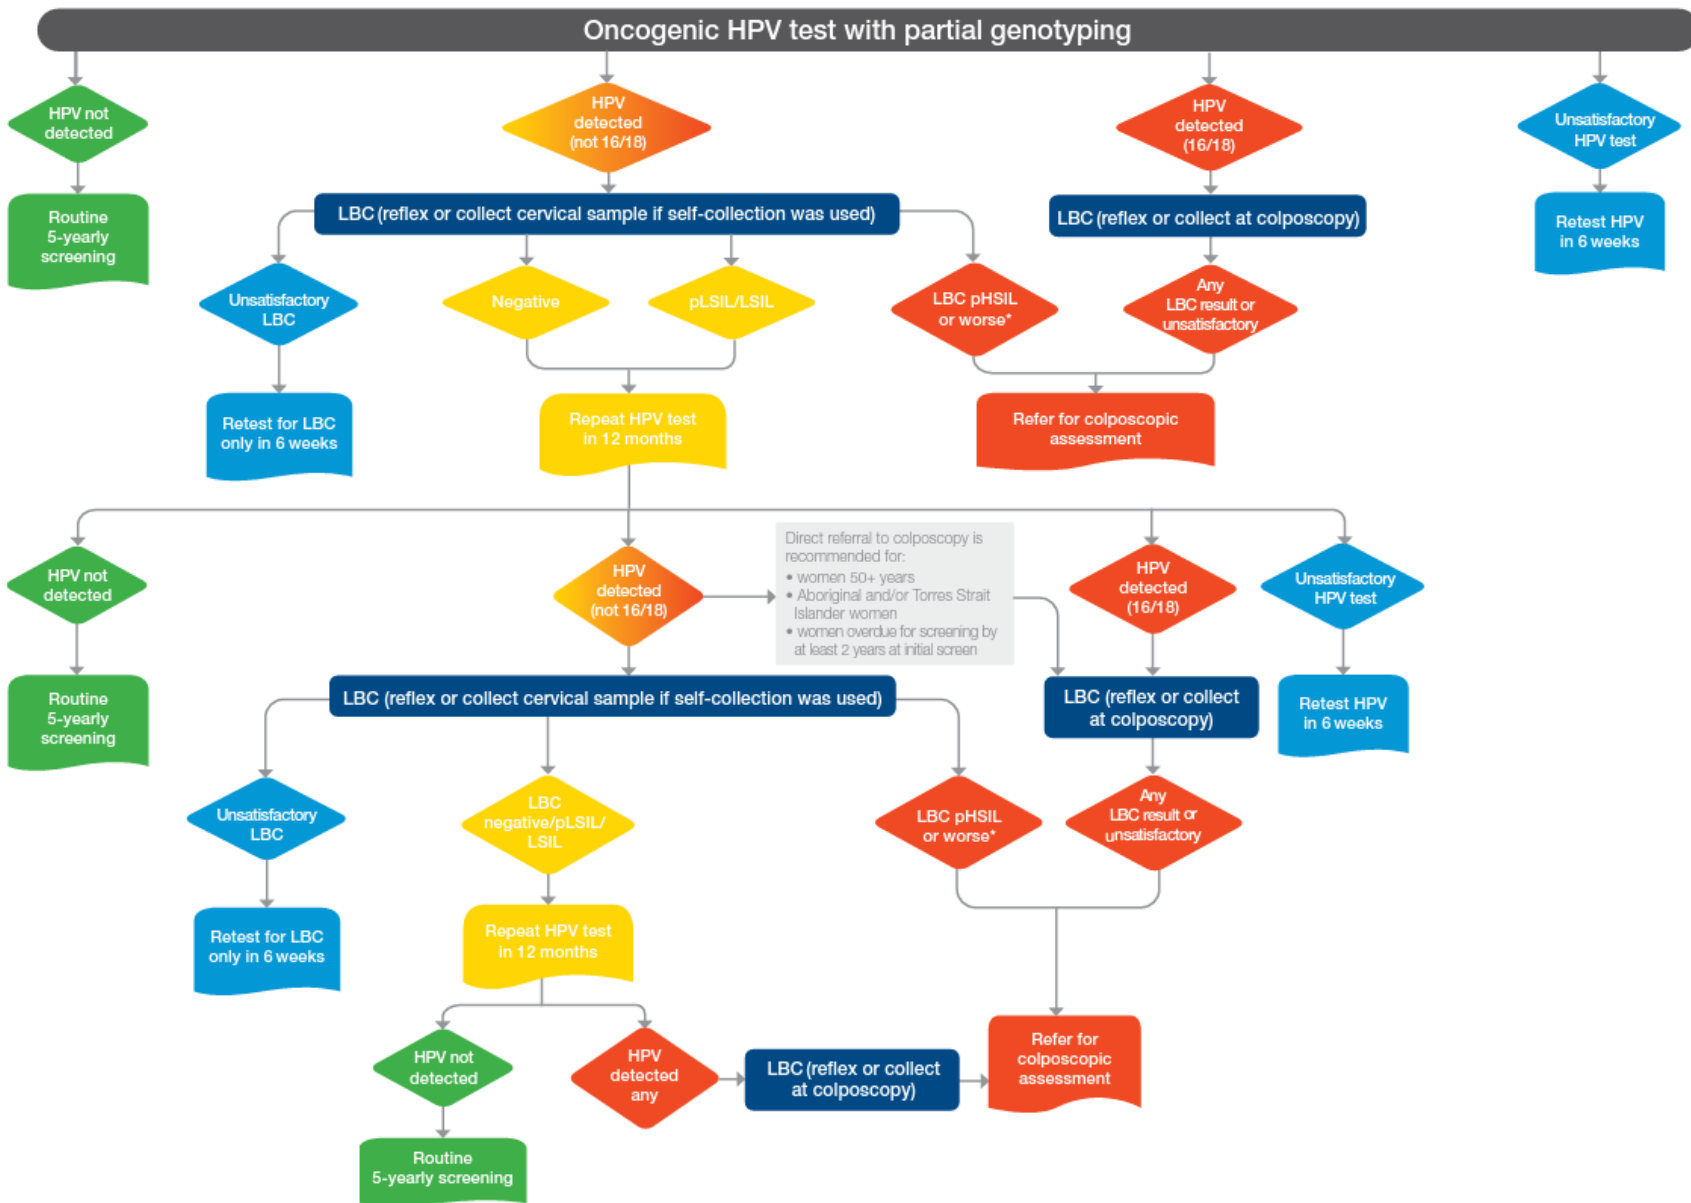 Oncogenic HPV test with partial genotyping
HPV not
detected
HPV
detected
(not 16/18)
HPV
detected
(16/18)
Unsatisfactory
HPV test
Routine
5-yearly
screening
LBC (reflex or collect cervical sample if self-collection was used)
LBC (reflex or collect at colposcopy)
Retest HPV
in 6 weeks
Unsatisfactory
LBC
Negative
pLSIL/LSIL
LBC pHSIL
or worse*
Any
LBC result or
unsatisfactory
Retest for LBC
only in 6 weeks
Repeat HPV test
in 12 months
Refer for colposcopic
assessment
HPV not
detected
HPV
detected
(not 16/18)
Direct referral to colposcopy is
recommended for:
• women 50+ years
• Aboriginal and/or Torres Strait
Islander women
• women overdue for screening by
at least 2 years at initial screen
HPV
detected
(16/18)
Unsatisfactory
HPV test
Routine
5-yearly
screening
LBC (reflex or collect cervical sample if self-collection was used)
LBC (reflex or collect
at colposcopy)
Retest HPV
in 6 weeks
Unsatisfactory
LBC
LBC
negative/pLSIL/
LSIL
LBC pHSIL
or worse*
Any
LBC result or
unsatisfactory
Retest for LBC
only in 6 weeks
Repeat HPV test
in 12 months
HPV not
detected
HPV
detected
any
LBC (reflex or collect
at colposcopy)
Refer for
colposcopic
assessment
Routine
5-yearly screening